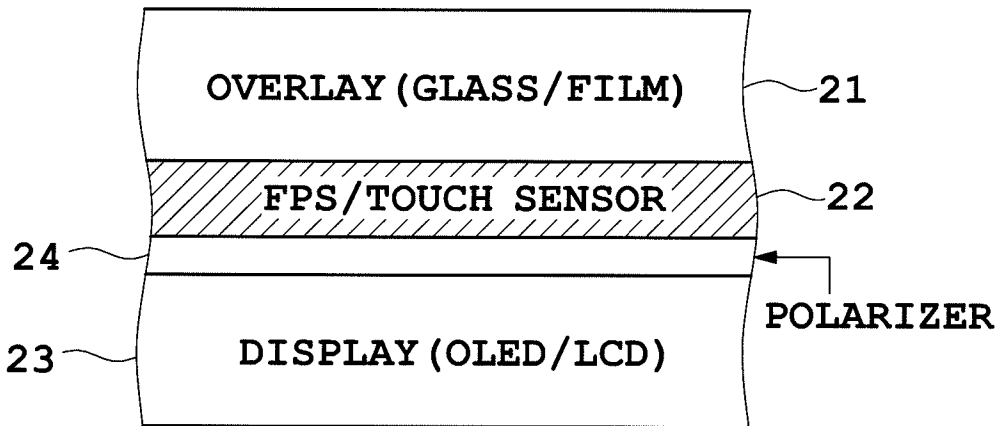 OVERLAY(GLASS/FILM)
21
FPS/TOUCH SENSOR
22
24
POLARIZER
DISPLAY(OLED/LCD)
23